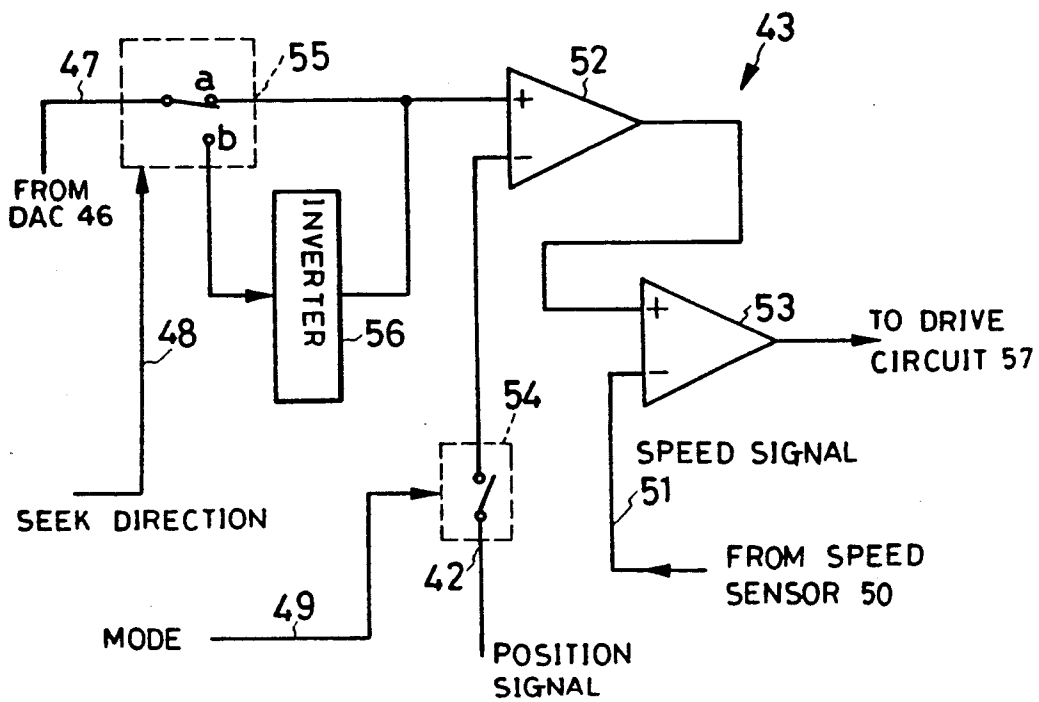 43
47
55
52
a
b
FROM
DAC 46
INVERTER
56
53
TO DRIVE
CIRCUIT 57
48
54
SPEED SIGNAL
51
SEEK DIRECTION
42
FROM SPEED
SENSOR 50
49
MODE
POSITION
SIGNAL